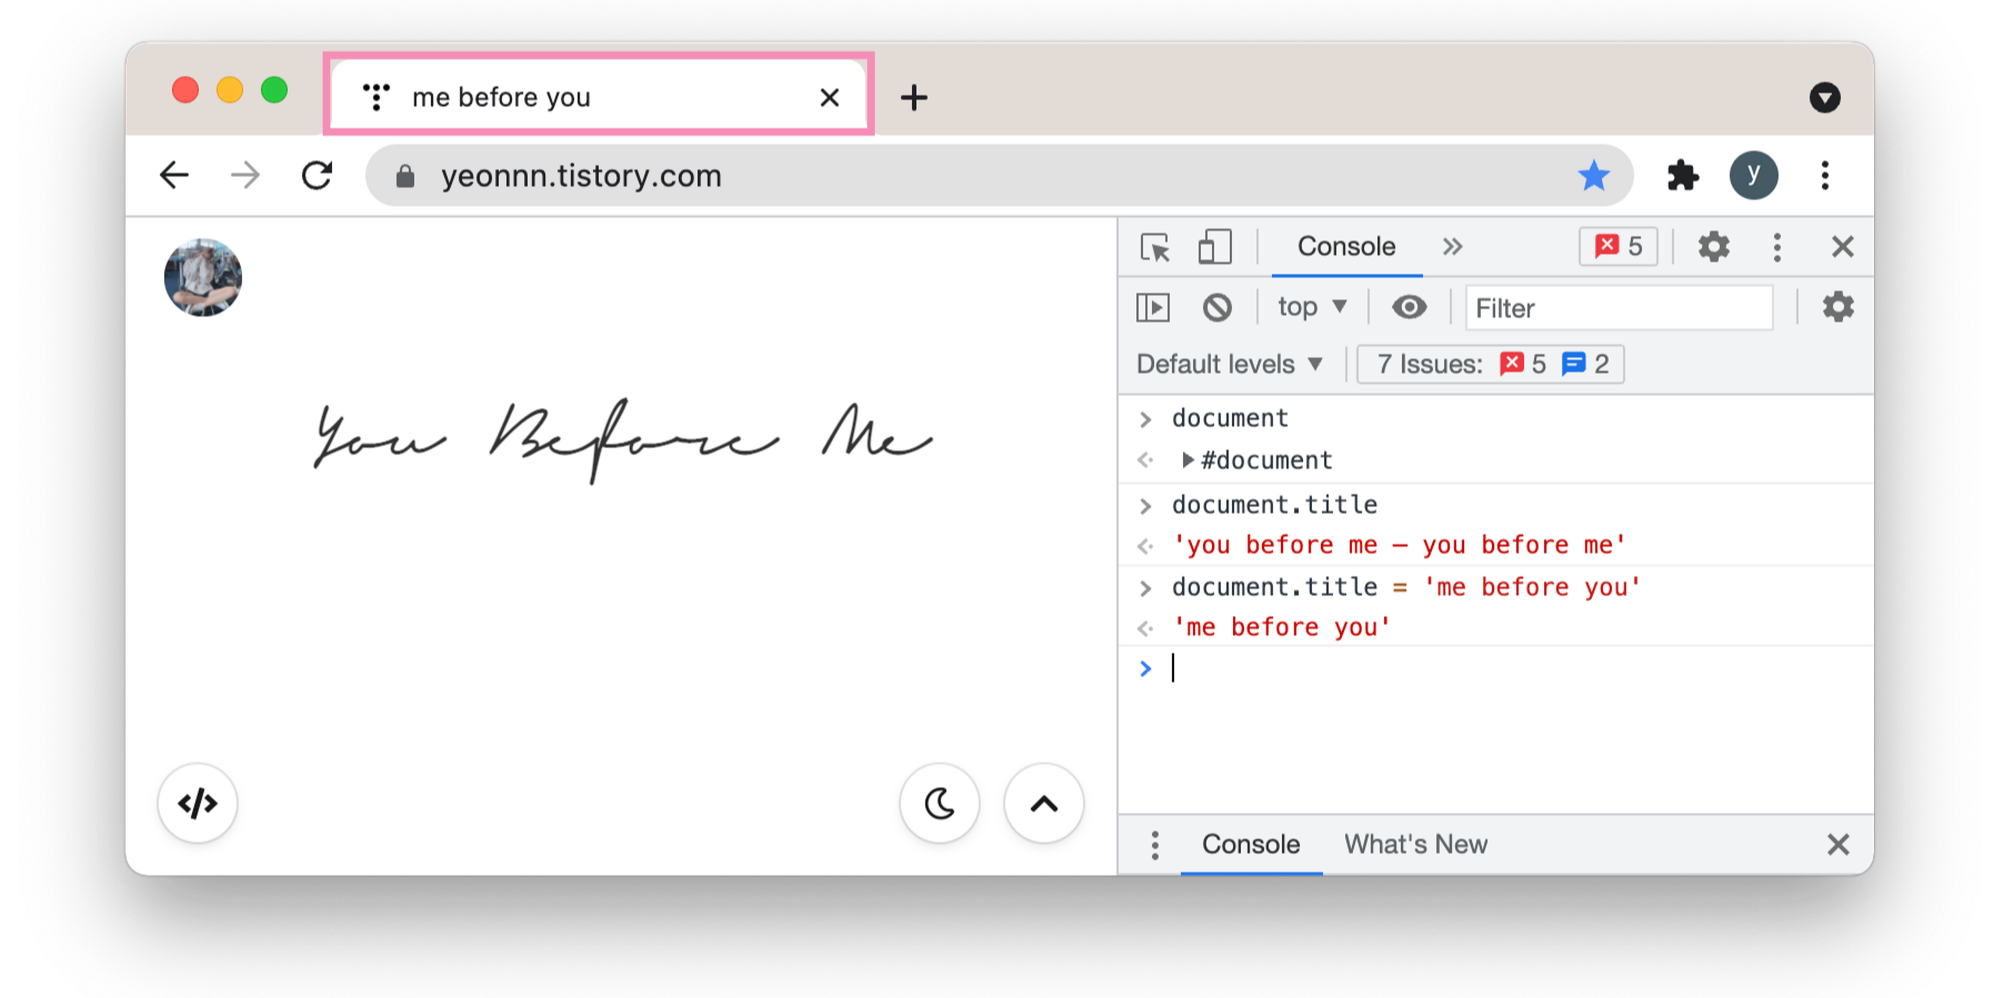 me before you
yeonnn.tistory.com
y
You Before Me
Console
5
top
Filter
Default levels
7 Issues: 5 2
document
#document
document.title
'you before me — you before me'
document.title = 'me before you'
'me before you'
Console What's New